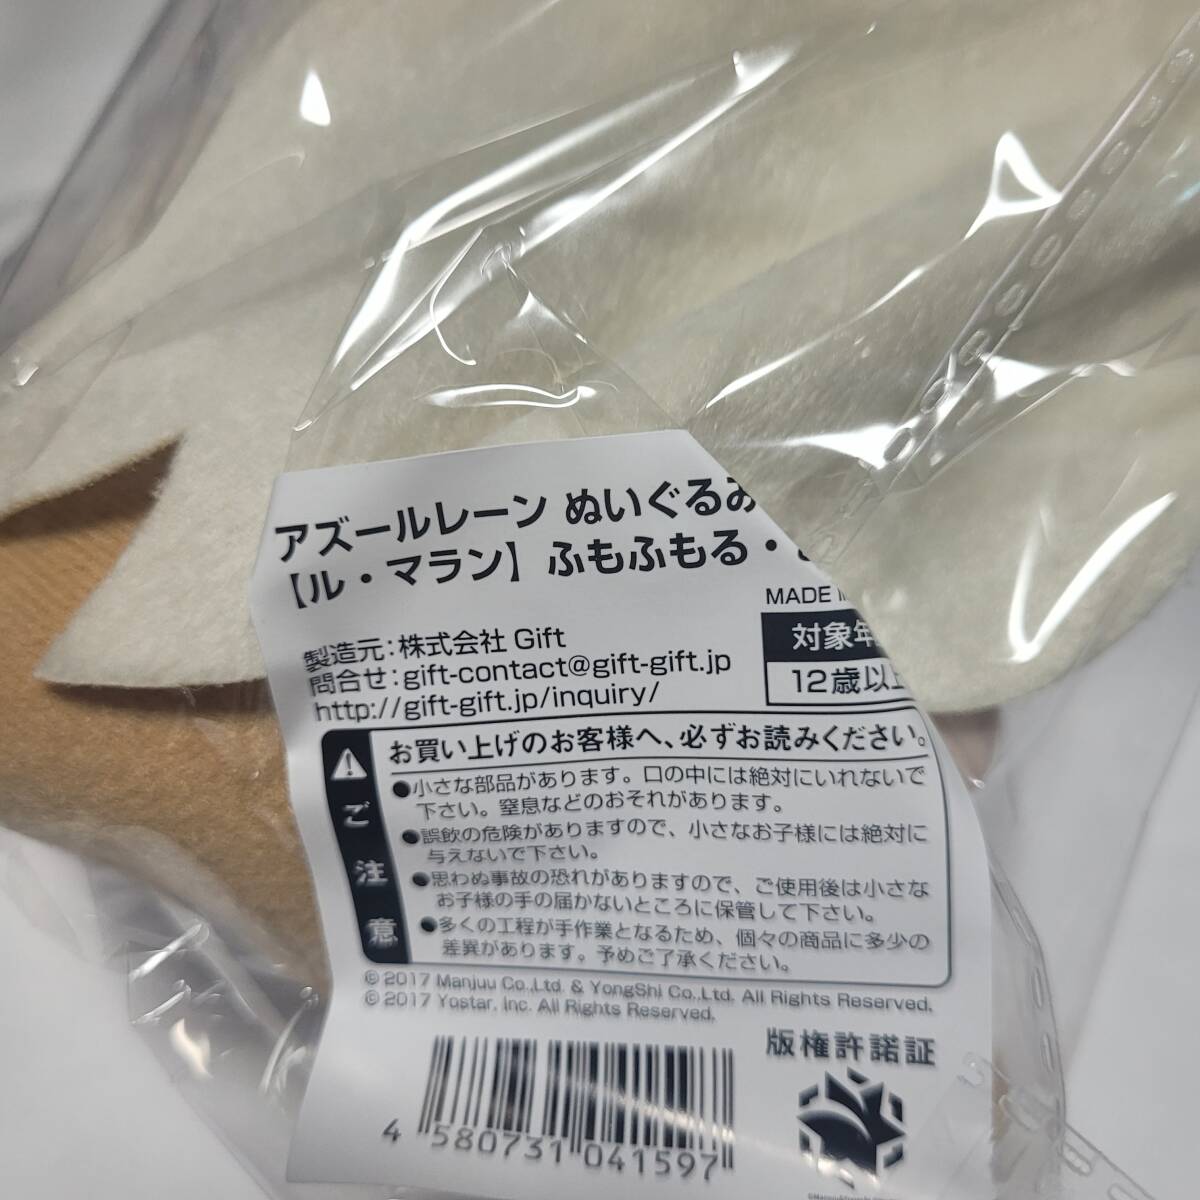 アズールレーン ぬいぐるみ
【ル・マラン】ふもふもる・
MADE
製造元:株式会社 Gift
問合せ:gift-contact@gift-gift.jp
http://gift-gift.jp/inquiry/
対象年
12歳以上
お買い上げのお客様へ、必ずお読みください。
ご注意
●小さな部品があります。口の中には絶対にいれないで
下さい。窒息などのおそれがあります。
●誤飲の危険がありますので、小さなお子様には絶対に
与えないで下さい。
●思わぬ事故の恐れがありますので、ご使用後は小さな
お子様の手の届かないところに保管して下さい。
●多くの工程が手作業となるため、個々の商品に多少の
差異があります。予めご了承ください。
© 2017 Manjuu Co.,Ltd. & YongShi Co.,Ltd. All Rights Reserved.
© 2017 Yostar, Inc. All Rights Reserved.
版権許諾証
4 580731 041597